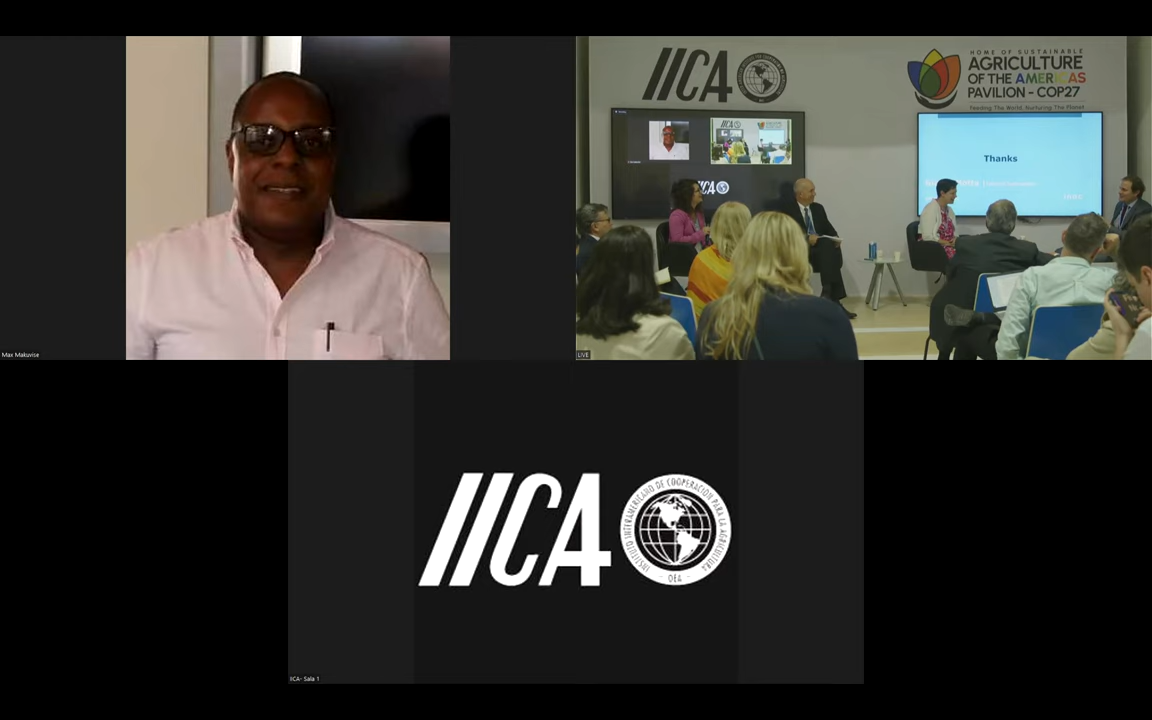 Max Makuvise
IICA
HOME OF SUSTAINABLE
AGRICULTURE
OF THE AMERICAS
PAVILION - COP27
Feeding The World, Nurturing The Planet
Thanks
IICA
LIVE
IICA
INSTITUTO INTERAMERICANO DE COOPERACION PARA LA AGRICULTURA
- OEA -
IICA- Sala 1